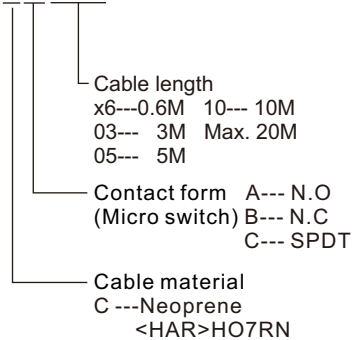 Cable length
x6---0.6M 10--- 10M
03--- 3M Max. 20M
05--- 5M
Contact form A--- N.O
(Micro switch) B--- N.C
C--- SPDT
Cable material
C ---Neoprene
<HAR>HO7RN